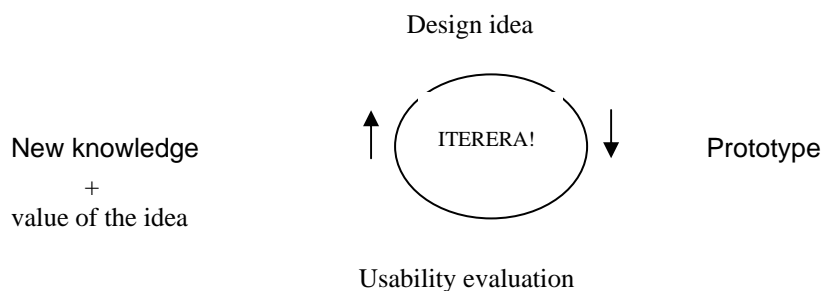 Design idea
ITERERA!
New knowledge
Prototype
+
value of the idea
Usability evaluation